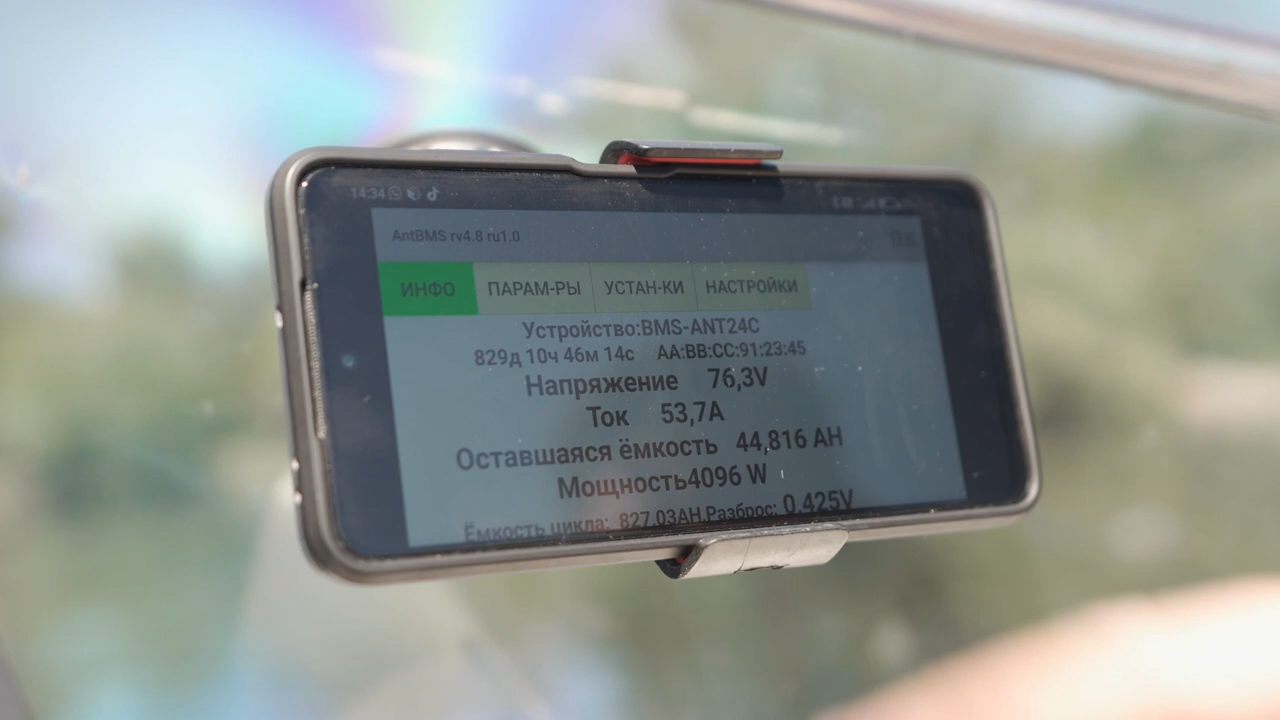 14:34
AntBMS rv4.8 ru1.0
ИНФО ПАРАМ-РЫ УСТАН-КИ НАСТРОЙКИ
Устройство:BMS-ANT24C
829д 10ч 46м 14с AA:BB:CC:91:23:45
Напряжение 76,3V
Ток 53,7A
Оставшаяся ёмкость 44,816 AH
Мощность4096 W
Ёмкость цикла: 827.03AH.Разброс: 0.425V